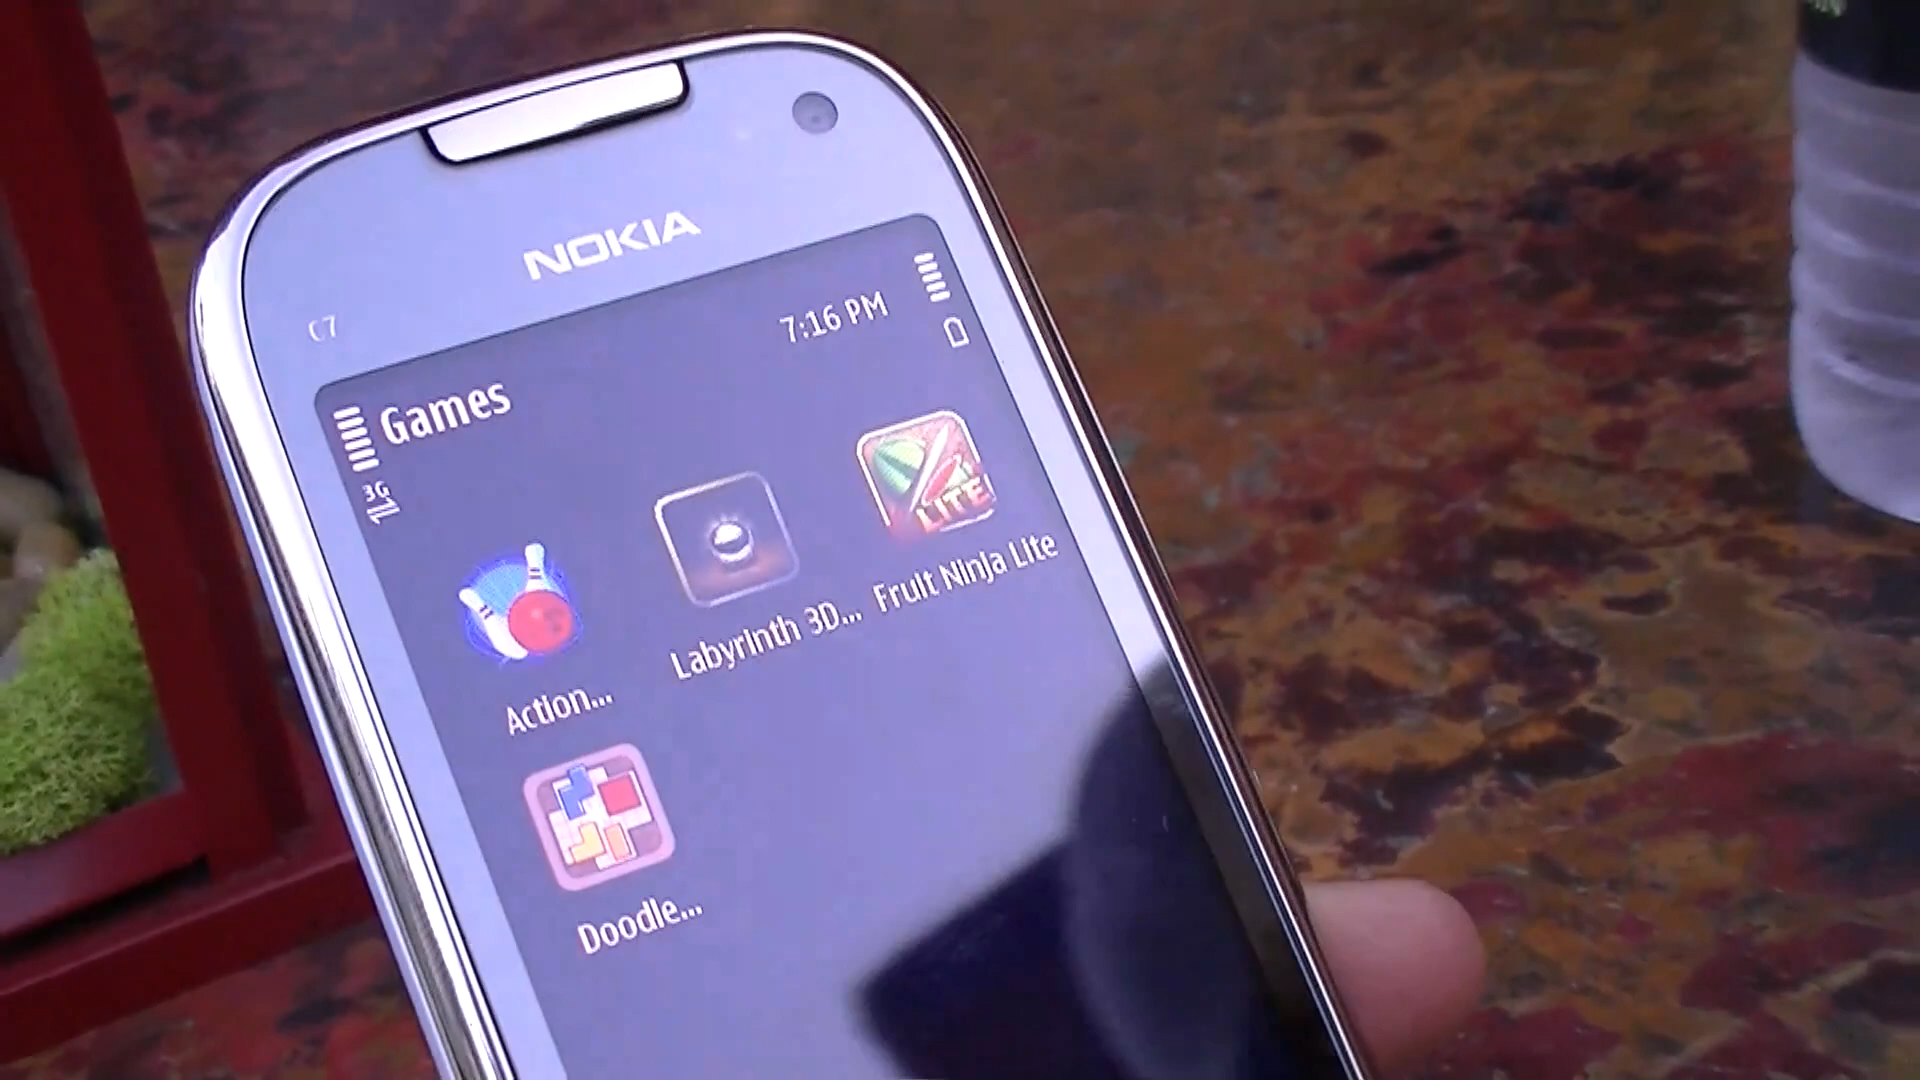 NOKIA
C7
7:16 PM
Games
3G
LITE
Action...
Labyrinth 3D...
Fruit Ninja Lite
Doodle...